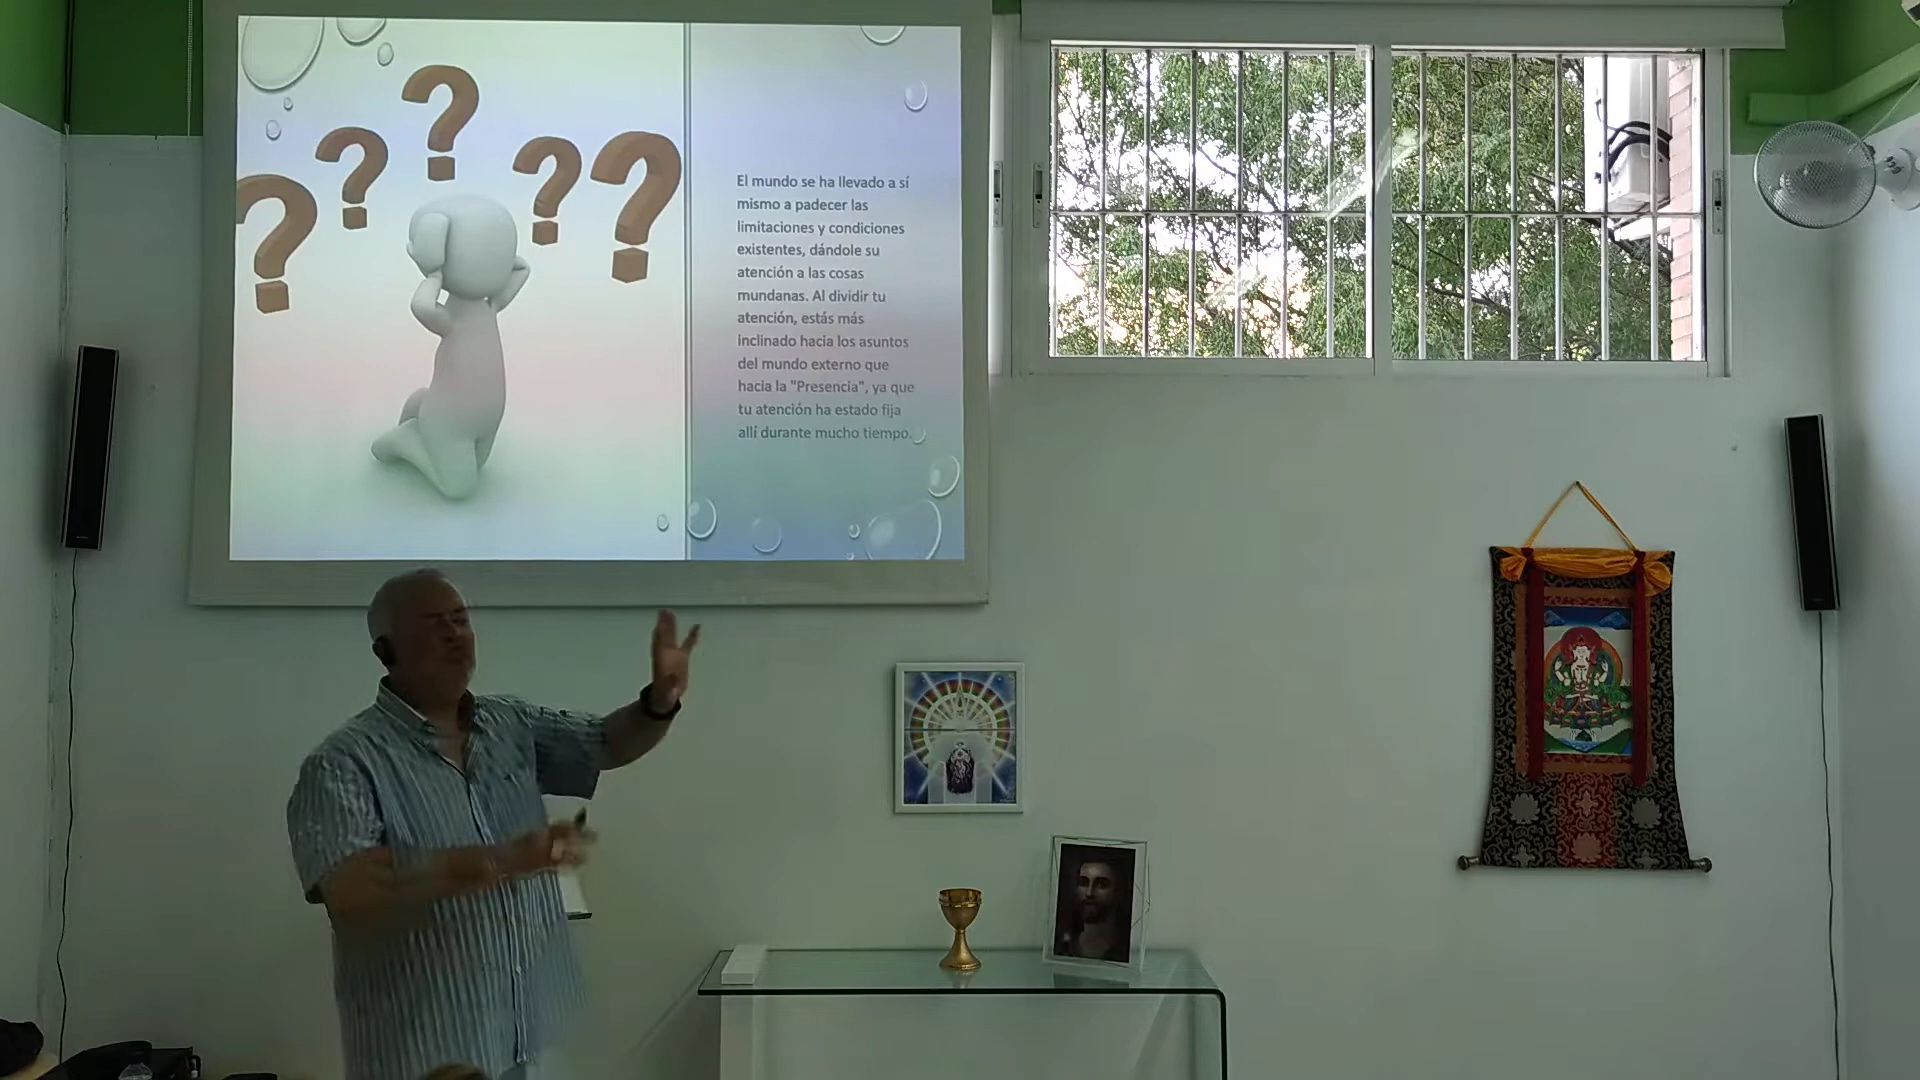 El mundo se ha llevado a sí
mismo a padecer las
limitaciones y condiciones
existentes, dándole su
atención a las cosas
mundanas. Al dividir tu
atención, estás más
inclinado hacia los asuntos
del mundo externo que
hacia la "Presencia", ya que
tu atención ha estado fija
allí durante mucho tiempo.